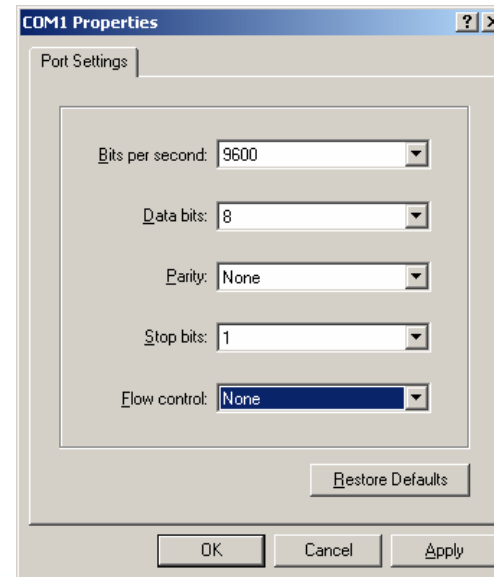 COM1 Properties
Port Settings
Bits per second: 9600
Data bits: 8
Parity: None
Stop bits: 1
Flow control: None
Restore Defaults
OK Cancel Apply